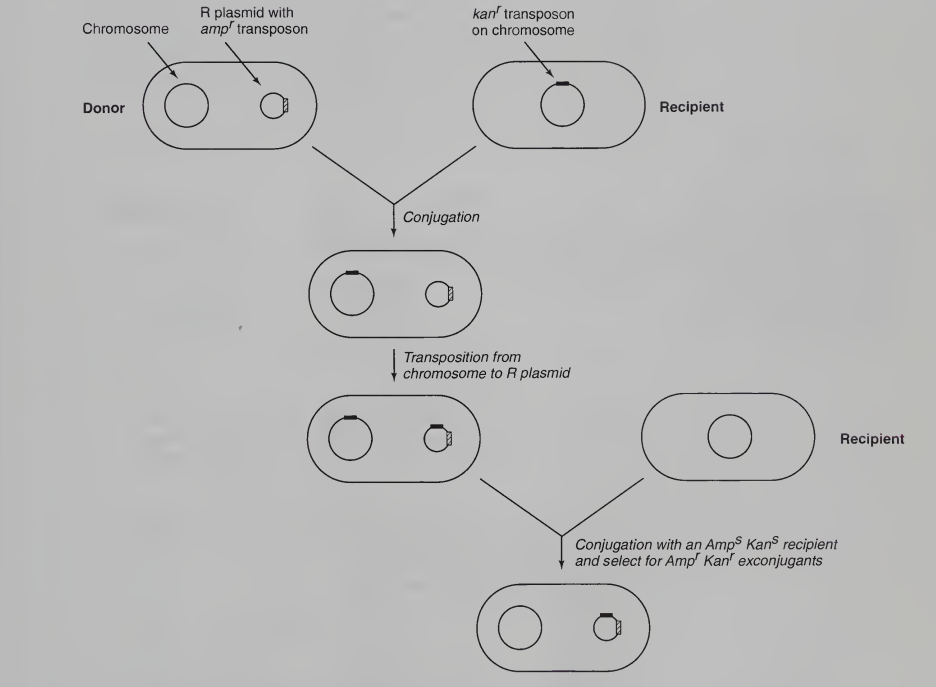 R plasmid with
ampʳ transposon
Chromosome
kanʳ transposon
on chromosome
Donor
Recipient
Conjugation
Transposition from
chromosome to R plasmid
Recipient
Conjugation with an Ampˢ Kanˢ recipient
and select for Ampʳ Kanʳ exconjugants